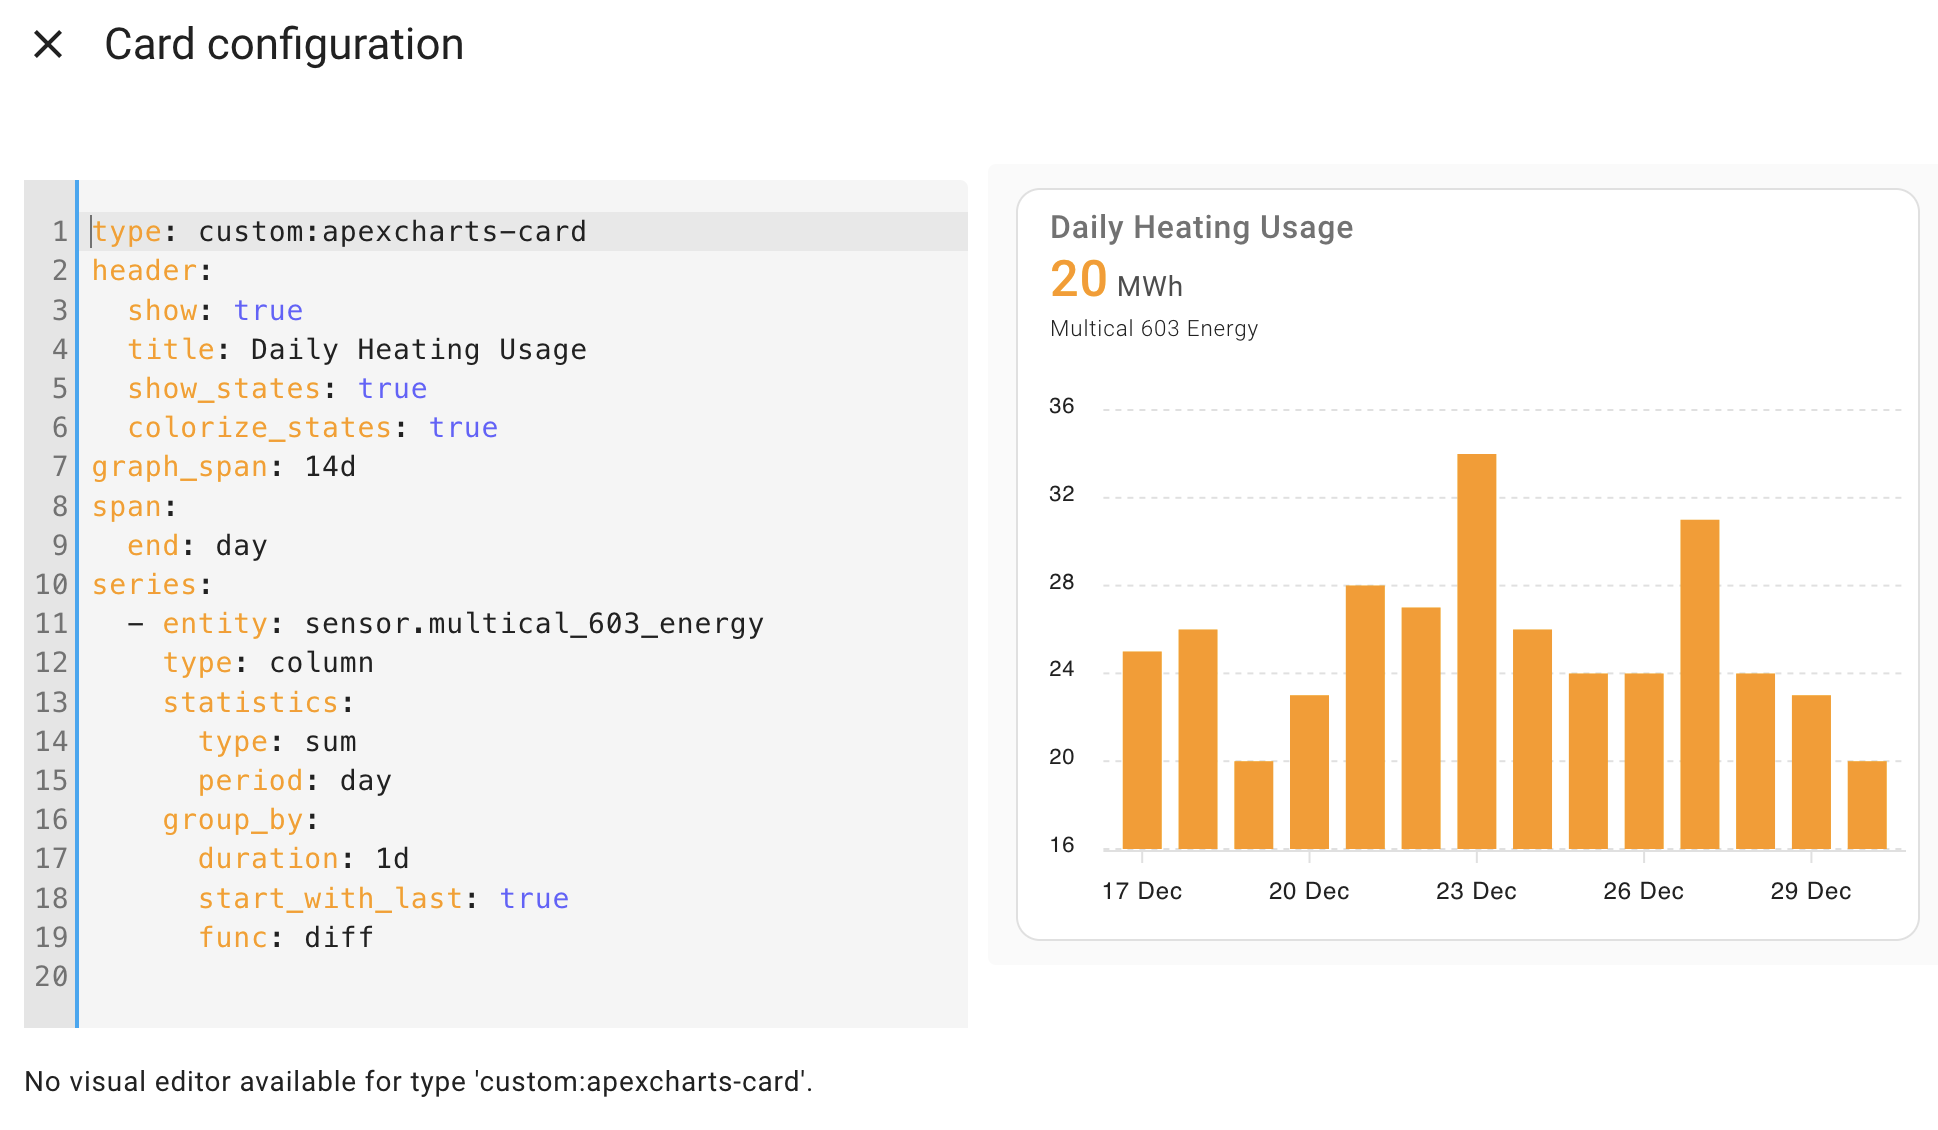 Card configuration
1 type: custom:apexcharts-card
2 header:
3 show: true
4 title: Daily Heating Usage
5 show_states: true
6 colorize_states: true
7 graph_span: 14d
8 span:
9 end: day
10 series:
11 - entity: sensor.multical_603_energy
12 type: column
13 statistics:
14 type: sum
15 period: day
16 group_by:
17 duration: 1d
18 start_with_last: true
19 func: diff
20
No visual editor available for type 'custom:apexcharts-card'.
Daily Heating Usage
20 MWh
Multical 603 Energy
36
32
28
24
20
16
17 Dec 20 Dec 23 Dec 26 Dec 29 Dec